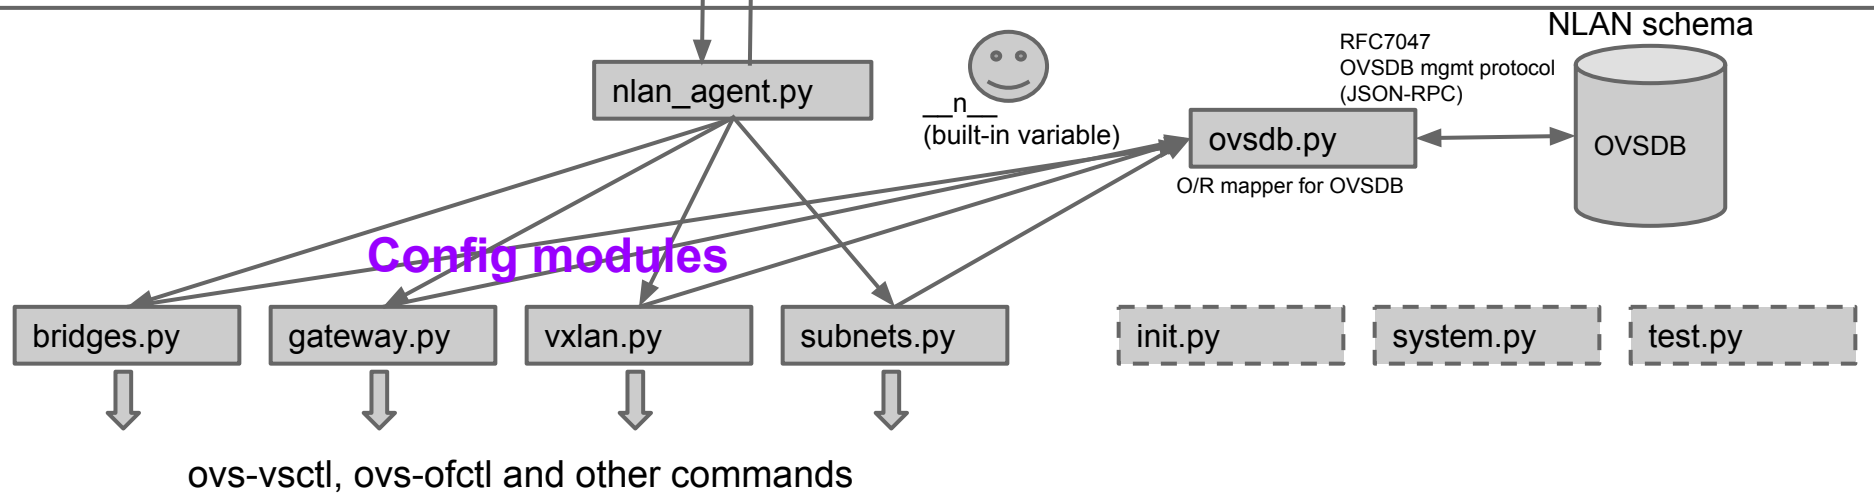 NLAN schema
RFC7047
OVSDB mgmt protocol
(JSON-RPC)
nlan_agent.py
__n__
(built-in variable)
ovsdb.py
OVSDB
O/R mapper for OVSDB
Config modules
bridges.py
gateway.py
vxlan.py
subnets.py
init.py
system.py
test.py
ovs-vsctl, ovs-ofctl and other commands